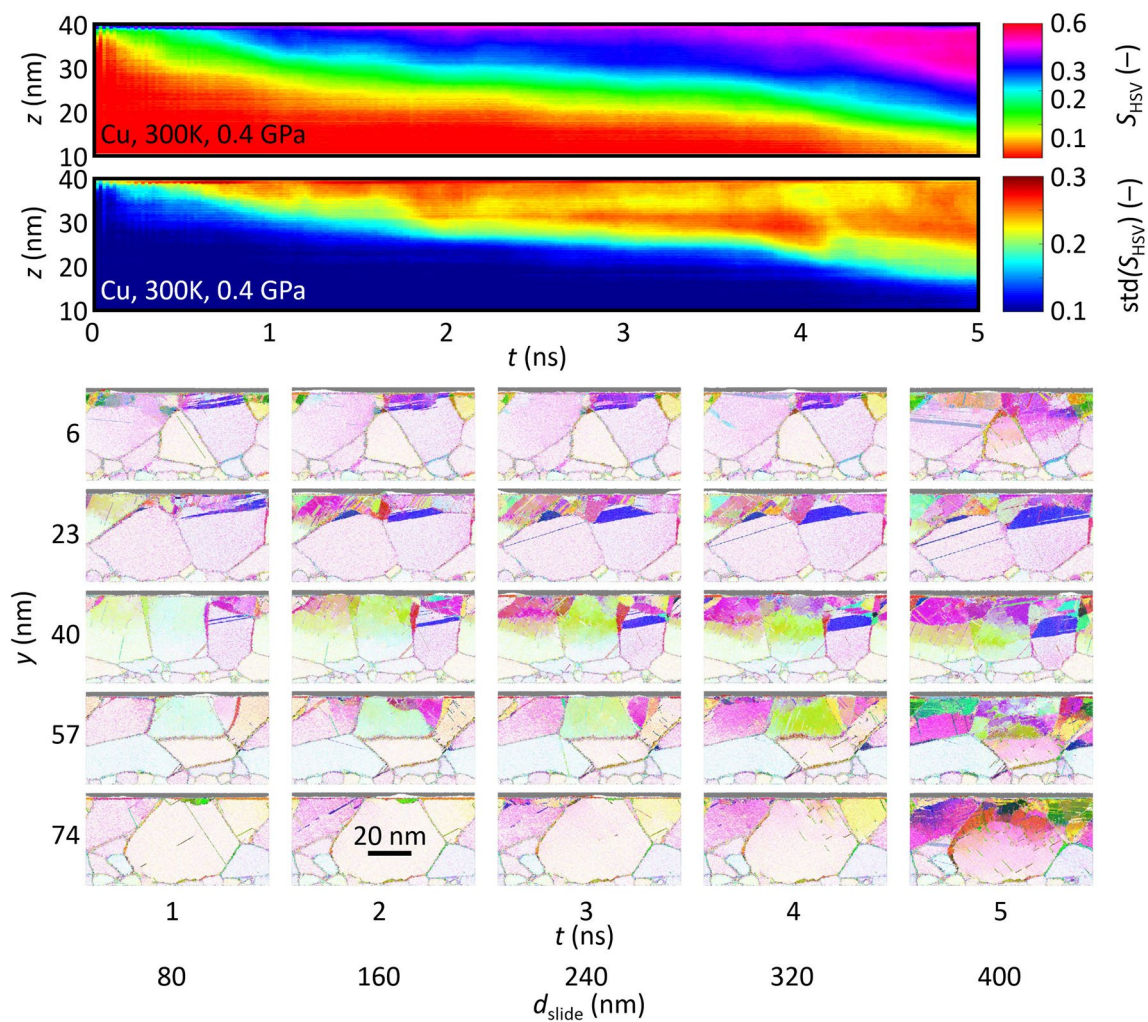 40
30
20
10
z (nm)
Cu, 300K, 0.4 GPa
0.6
0.3
0.2
0.1
S_HSV (–)
40
30
20
10
z (nm)
Cu, 300K, 0.4 GPa
0.3
0.2
0.1
std(S_HSV) (–)
0 1 2 3 4 5
t (ns)
6
23
40
57
74
y (nm)
20 nm
1 2 3 4 5
t (ns)
80 160 240 320 400
d_slide (nm)